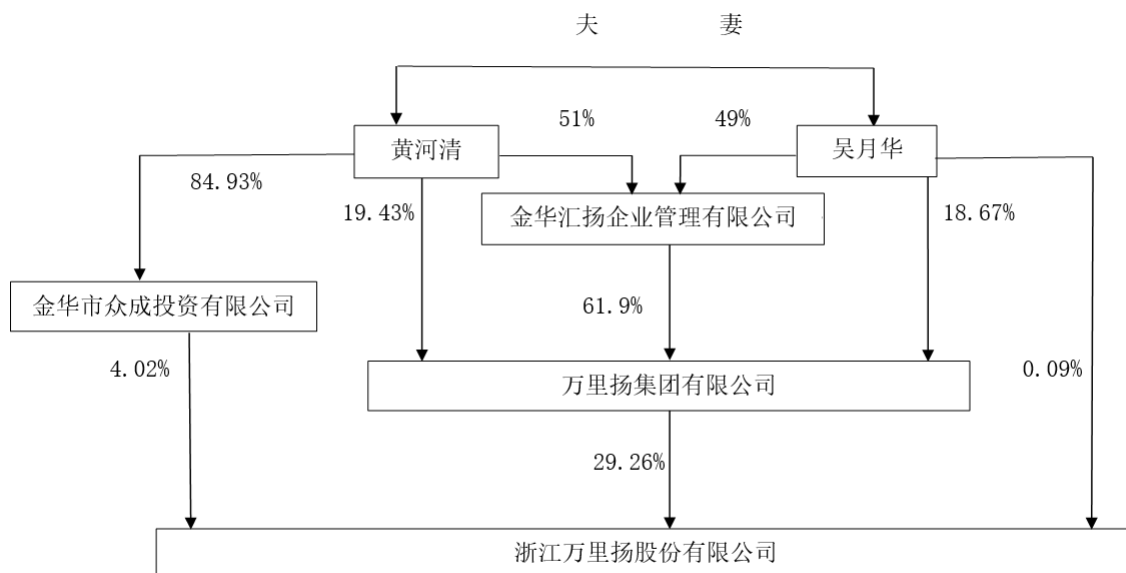 夫 妻
51% 49%
黄河清 吴月华
84.93%
19.43% 金华汇扬企业管理有限公司 18.67%
金华市众成投资有限公司 61.9%
4.02% 万里扬集团有限公司 0.09%
29.26%
浙江万里扬股份有限公司